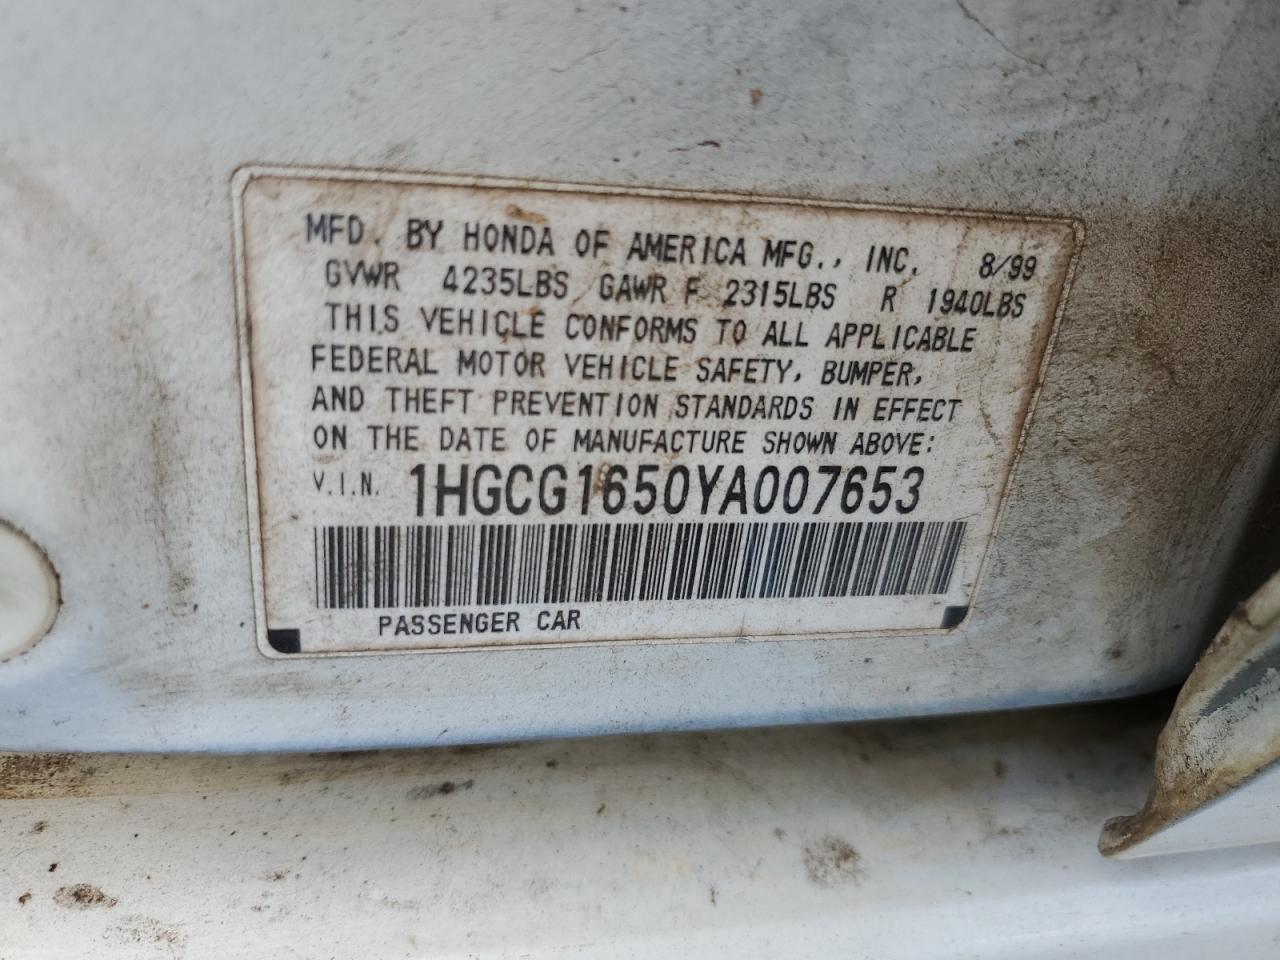 MFD. BY HONDA OF AMERICA MFG., INC. 8/99
GVWR 4235LBS GAWR F 2315LBS R 1940LBS
THIS VEHICLE CONFORMS TO ALL APPLICABLE
FEDERAL MOTOR VEHICLE SAFETY, BUMPER,
AND THEFT PREVENTION STANDARDS IN EFFECT
ON THE DATE OF MANUFACTURE SHOWN ABOVE:
V.I.N. 1HGCG1650YA007653
PASSENGER CAR